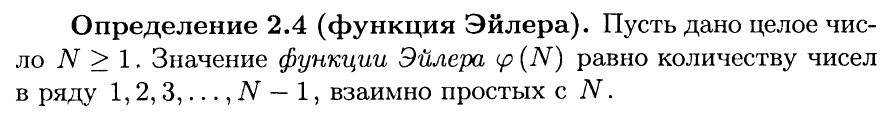 Определение 2.4 (функция Эйлера). Пусть дано целое чис-
ло N ≥ 1. Значение функции Эйлера φ(N) равно количеству чисел
в ряду 1, 2, 3, ..., N − 1, взаимно простых с N.